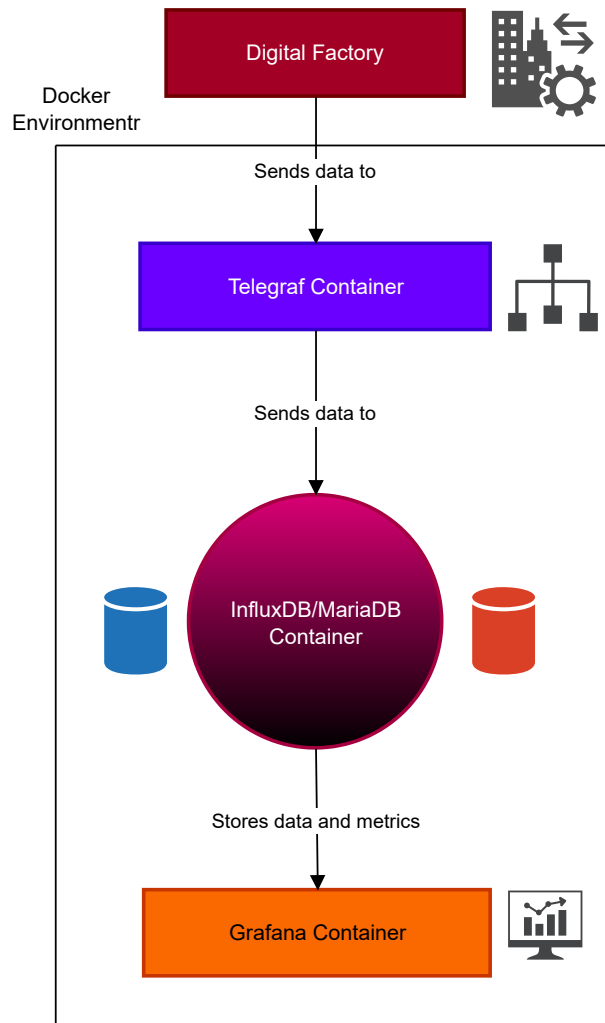 Digital Factory
Docker
Environmentr
Sends data to
Telegraf Container
Sends data to
InfluxDB/MariaDB
Container
Stores data and metrics
Grafana Container